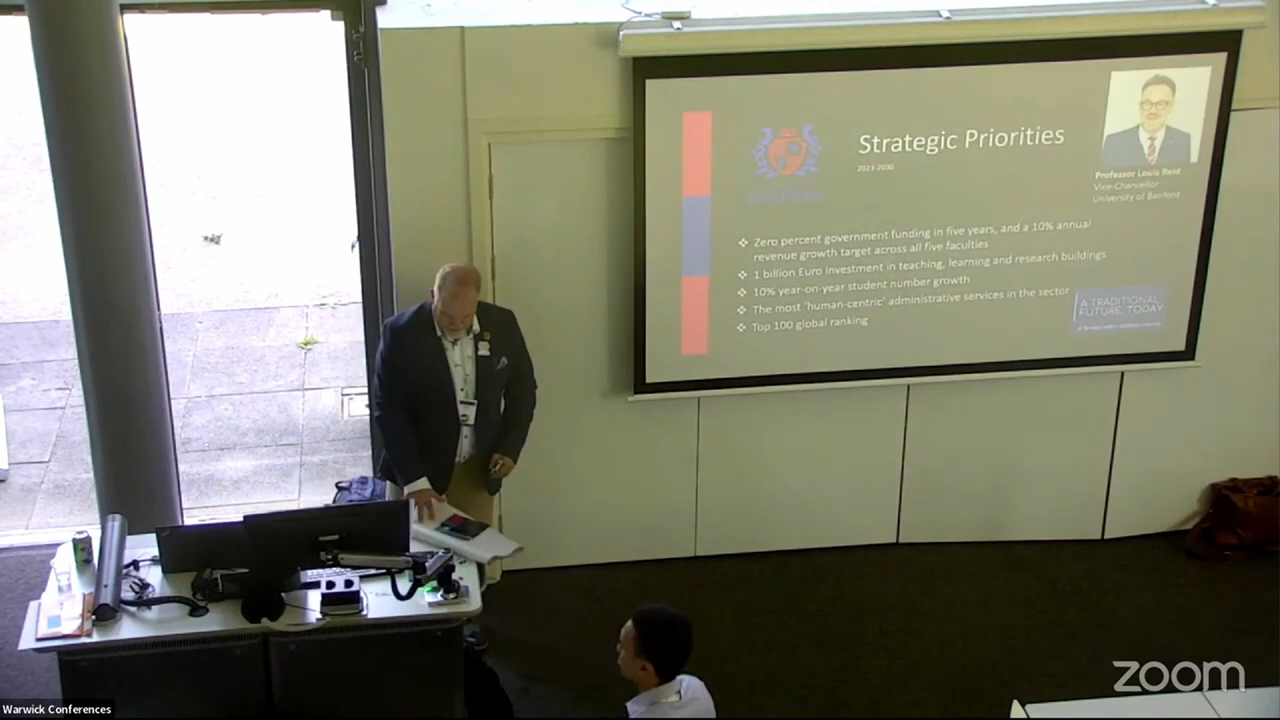 Strategic Priorities
2021-2030
Professor Louis Reid
Vice-Chancellor
University of Banford
❖ Zero percent government funding in five years, and a 10% annual
revenue growth target across all five faculties
❖ 1 billion Euro investment in teaching, learning and research buildings
❖ 10% year-on-year student number growth
❖ The most 'human-centric' administrative services in the sector
❖ Top 100 global ranking
A TRADITIONAL
FUTURE, TODAY
zoom
Warwick Conferences